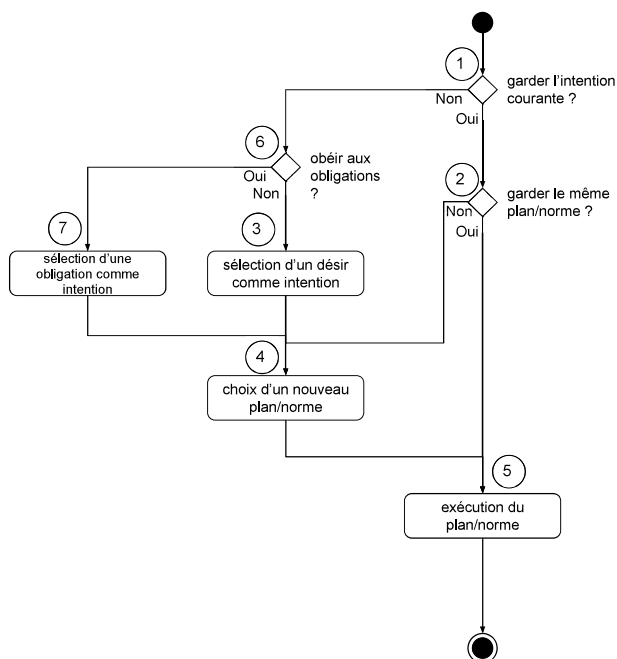 1
garder l'intention
courante ?
Non
Oui
6
obéir aux
obligations
?
Oui
Non
2
garder le même
plan/norme ?
Non
Oui
7
sélection d'une
obligation comme
intention
3
sélection d'un désir
comme intention
4
choix d'un nouveau
plan/norme
5
exécution du
plan/norme